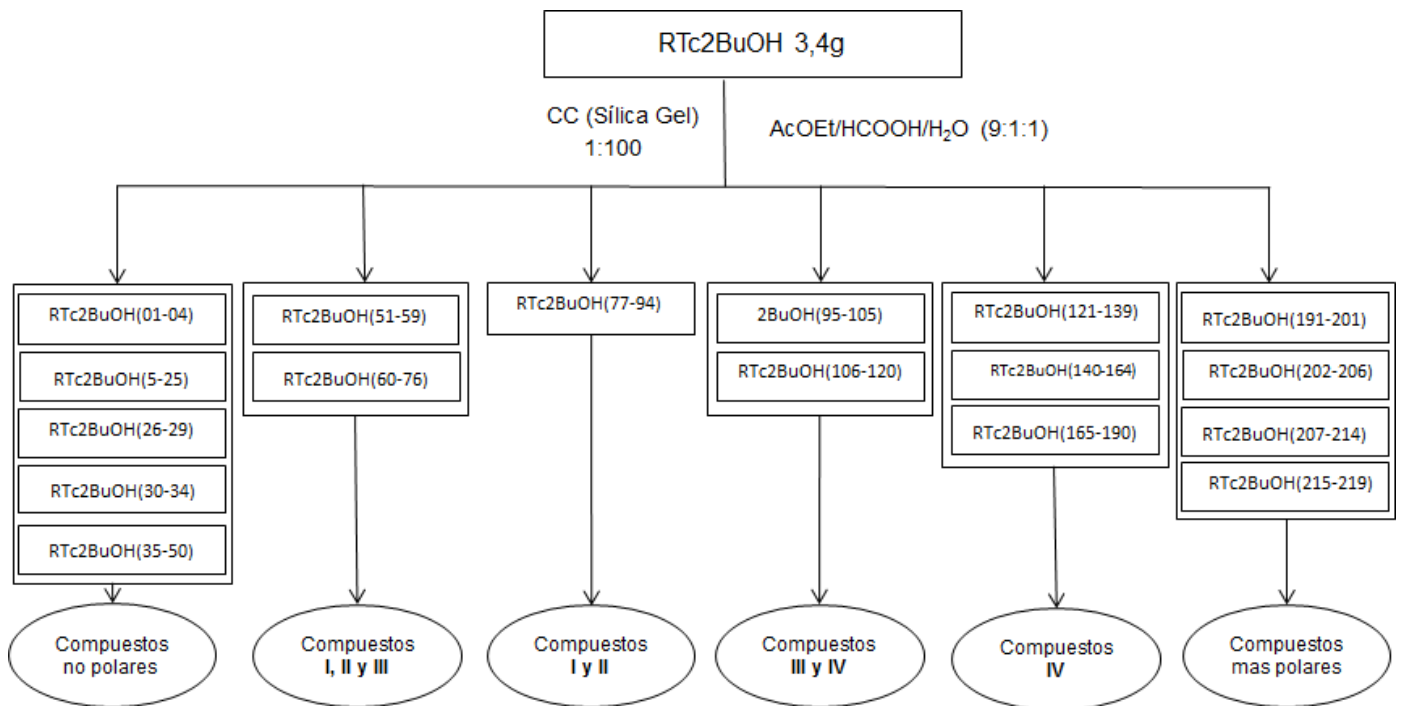 RTc2BuOH 3,4g
CC (Sílica Gel)
1:100
AcOEt/HCOOH/H₂O (9:1:1)
RTc2BuOH(01-04)
RTc2BuOH(5-25)
RTc2BuOH(26-29)
RTc2BuOH(30-34)
RTc2BuOH(35-50)
Compuestos
no polares
RTc2BuOH(51-59)
RTc2BuOH(60-76)
Compuestos
I, II y III
RTc2BuOH(77-94)
Compuestos
I y II
2BuOH(95-105)
RTc2BuOH(106-120)
Compuestos
III y IV
RTc2BuOH(121-139)
RTc2BuOH(140-164)
RTc2BuOH(165-190)
Compuestos
IV
RTc2BuOH(191-201)
RTc2BuOH(202-206)
RTc2BuOH(207-214)
RTc2BuOH(215-219)
Compuestos
mas polares